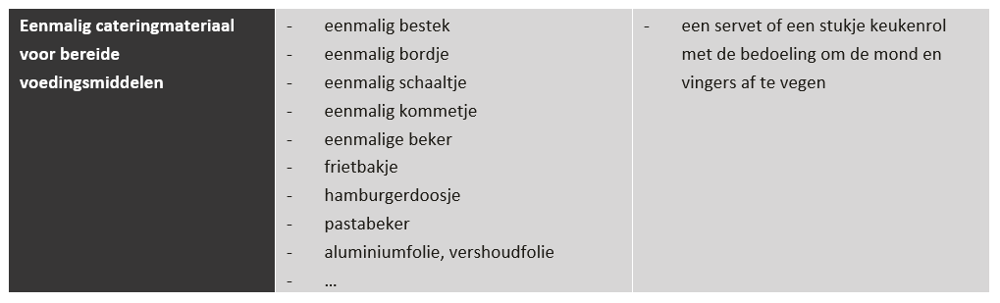 Eenmalig cateringmateriaal
voor bereide
voedingsmiddelen
- eenmalig bestek
- eenmalig bordje
- eenmalig schaaltje
- eenmalig kommetje
- eenmalige beker
- frietbakje
- hamburgerdoosje
- pastabeker
- aluminiumfolie, vershoudfolie
- ...
- een servet of een stukje keukenrol
met de bedoeling om de mond en
vingers af te vegen